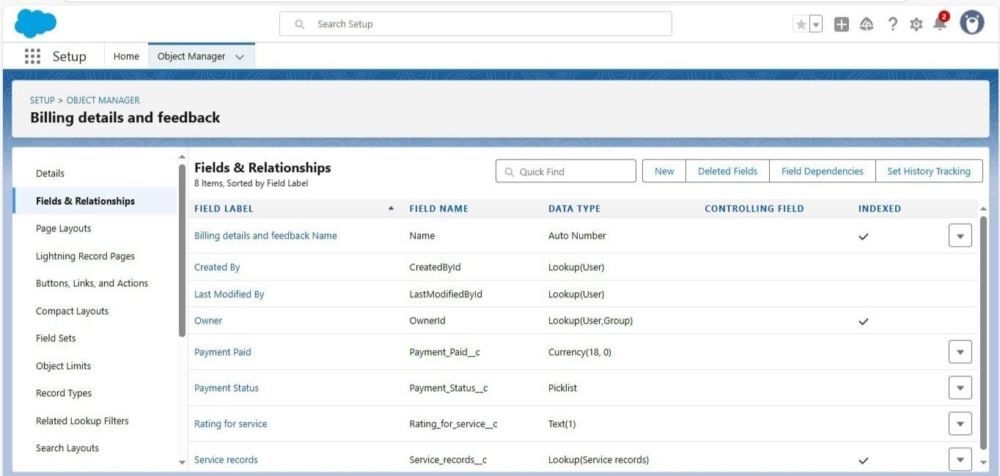 Search Setup
2
Setup
Home
Object Manager
SETUP > OBJECT MANAGER
Billing details and feedback
Details
Fields & Relationships
Page Layouts
Lightning Record Pages
Buttons, Links, and Actions
Compact Layouts
Field Sets
Object Limits
Record Types
Related Lookup Filters
Search Layouts
Fields & Relationships
8 Items, Sorted by Field Label
Quick Find
New
Deleted Fields
Field Dependencies
Set History Tracking
FIELD LABEL FIELD NAME DATA TYPE CONTROLLING FIELD INDEXED
Billing details and feedback Name Name Auto Number
Created By CreatedById Lookup(User)
Last Modified By LastModifiedById Lookup(User)
Owner OwnerId Lookup(User,Group)
Payment Paid Payment_Paid__c Currency(18, 0)
Payment Status Payment_Status__c Picklist
Rating for service Rating_for_service__c Text(1)
Service records Service_records__c Lookup(Service records)